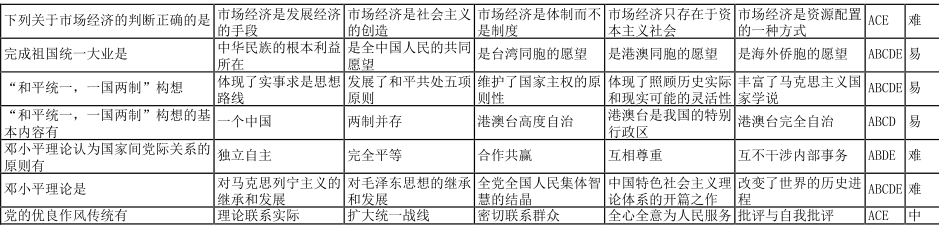 下列关于市场经济的判断正确的是 市场经济是发展经济的手段 市场经济是社会主义的创造 市场经济是体制而不是制度 市场经济只存在于资本主义社会 市场经济是资源配置的一种方式 ACE 难
完成祖国统一大业是 中华民族的根本利益所在 是全中国人民的共同愿望 是台湾同胞的愿望 是港澳同胞的愿望 是海外侨胞的愿望 ABCDE 易
“和平统一，一国两制”构想 体现了实事求是思想路线 发展了和平共处五项原则 维护了国家主权的原则性 体现了照顾历史实际和现实可能的灵活性 丰富了马克思主义国家学说 ABCDE 易
“和平统一，一国两制”构想的基本内容有 一个中国 两制并存 港澳台高度自治 港澳台是我国的特别行政区 港澳台完全自治 ABCD 易
邓小平理论认为国家间党际关系的原则有 独立自主 完全平等 合作共赢 互相尊重 互不干涉内部事务 ABDE 难
邓小平理论是 对马克思列宁主义的继承和发展 对毛泽东思想的继承和发展 全党全国人民集体智慧的结晶 中国特色社会主义理论体系的开篇之作 改变了世界的历史进程 ABCDE 难
党的优良作风传统有 理论联系实际 扩大统一战线 密切联系群众 全心全意为人民服务 批评与自我批评 ACE 中